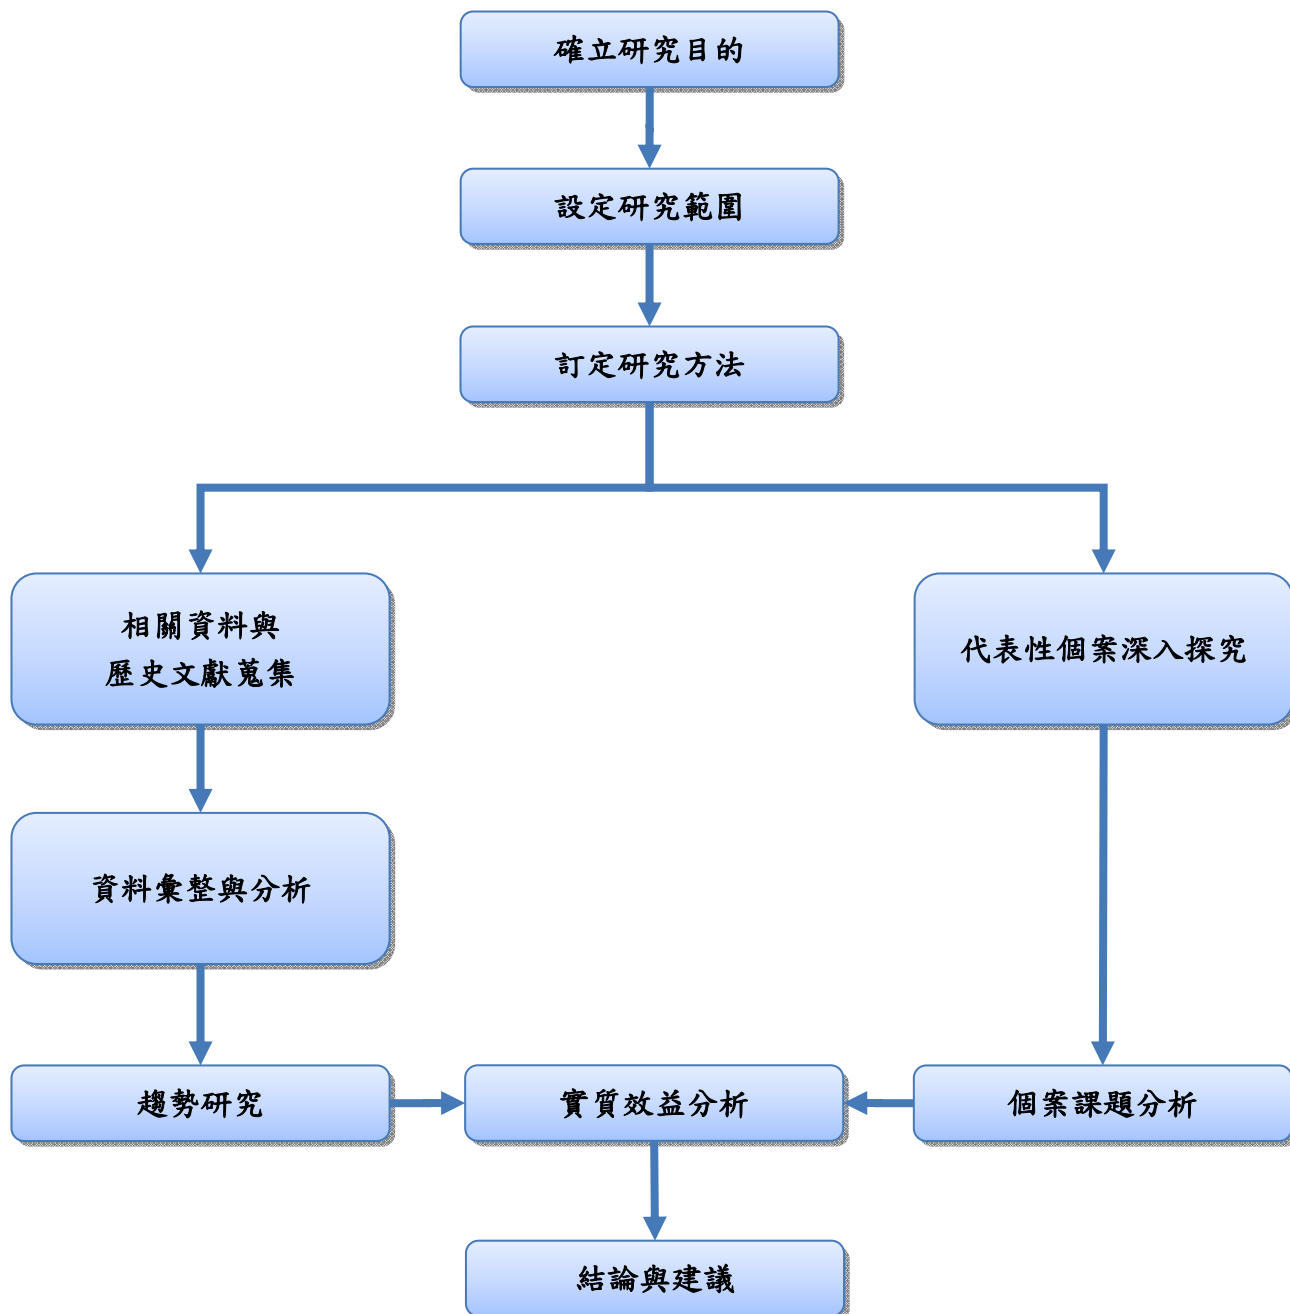 確立研究目的
設定研究範圍
訂定研究方法
相關資料與
歷史文獻蒐集
代表性個案深入探究
資料彙整與分析
趨勢研究
實質效益分析
個案課題分析
結論與建議